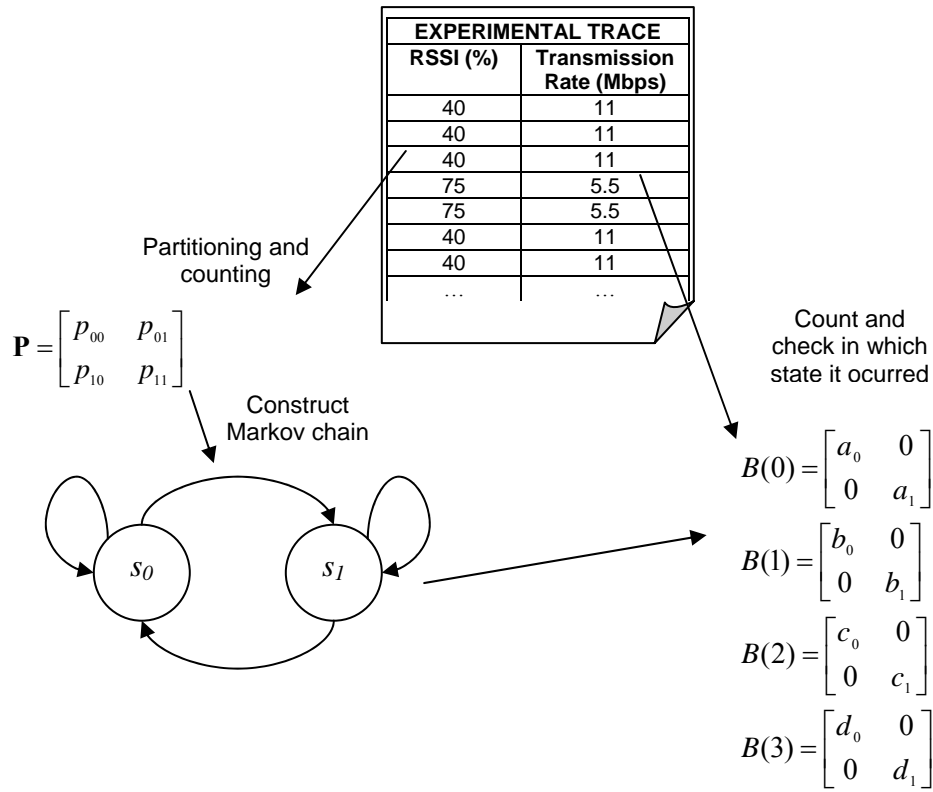 EXPERIMENTAL TRACE
RSSI (%) Transmission
Rate (Mbps)
40 11
40 11
40 11
75 5.5
75 5.5
40 11
40 11
… …
Partitioning and
counting
P = [p₀₀ p₀₁
p₁₀ p₁₁]
Construct
Markov chain
s₀ s₁
Count and
check in which
state it ocurred
B(0) = [a₀ 0
0 a₁]
B(1) = [b₀ 0
0 b₁]
B(2) = [c₀ 0
0 c₁]
B(3) = [d₀ 0
0 d₁]